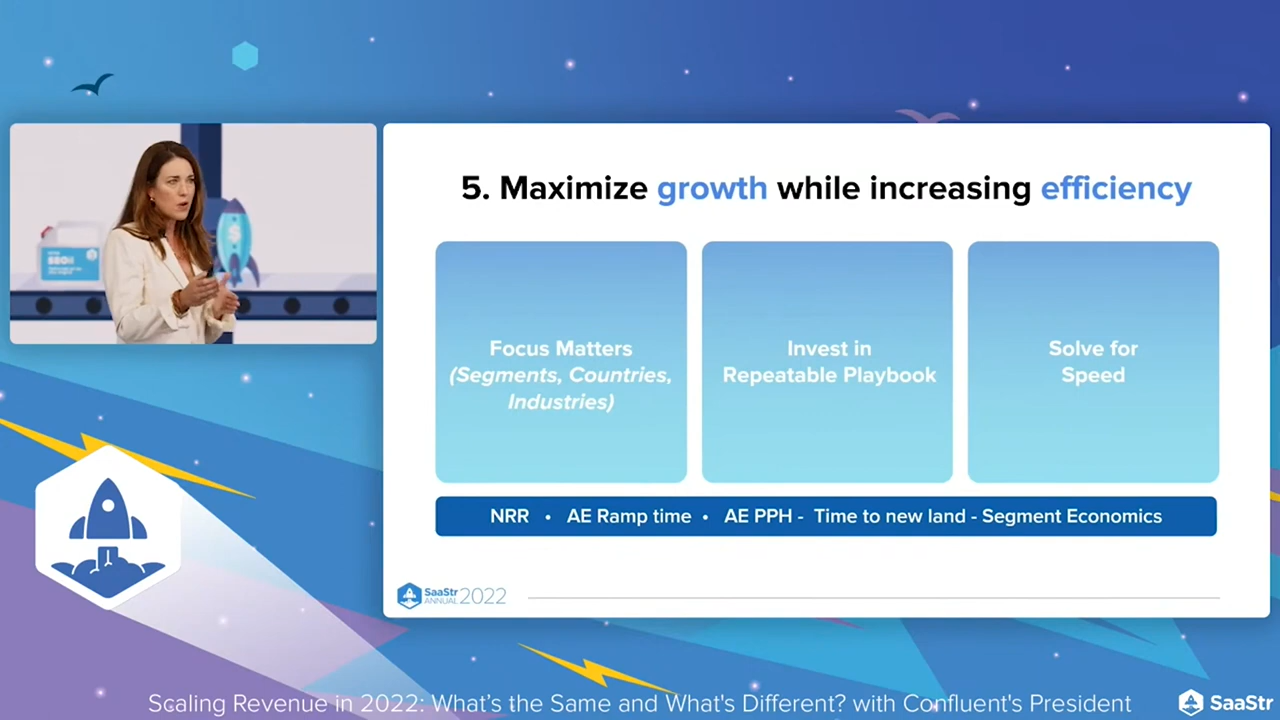 5. Maximize growth while increasing efficiency
Focus Matters
(Segments, Countries,
Industries)
Invest in
Repeatable Playbook
Solve for
Speed
NRR • AE Ramp time • AE PPH - Time to new land - Segment Economics
SaaStr
ANNUAL 2022
Scaling Revenue in 2022: What's the Same and What's Different? with Confluent's President
SaaStr